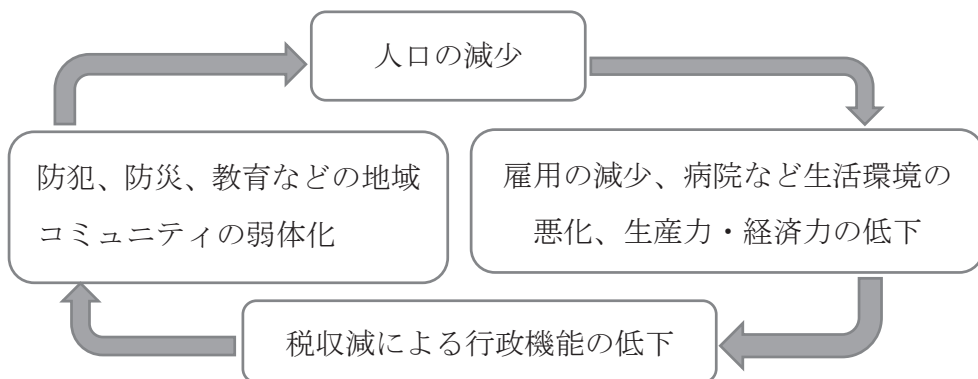 人口の減少
防犯、防災、教育などの地域
コミュニティの弱体化
雇用の減少、病院など生活環境の
悪化、生産力・経済力の低下
税収減による行政機能の低下